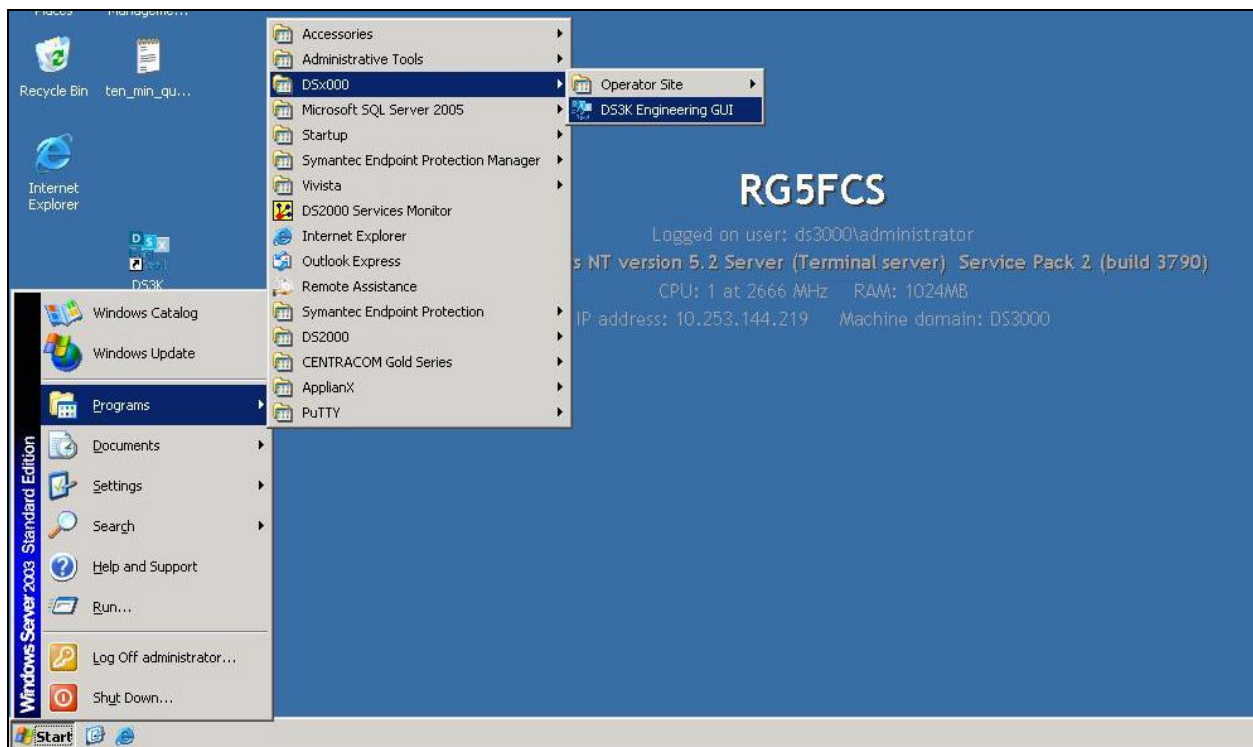 Places Manageme...
Recycle Bin
ten_min_qu...
Internet
Explorer
DS3K
Accessories
Administrative Tools
DSx000
Microsoft SQL Server 2005
Startup
Symantec Endpoint Protection Manager
Vivista
DS2000 Services Monitor
Internet Explorer
Outlook Express
Remote Assistance
Symantec Endpoint Protection
DS2000
CENTRACOM Gold Series
ApplianX
PuTTY
Operator Site
DS3K Engineering GUI
RG5FCS
Logged on user: ds3000\administrator
s NT version 5.2 Server (Terminal server) Service Pack 2 (build 3790)
CPU: 1 at 2666 MHz RAM: 1024MB
IP address: 10.253.144.219 Machine domain: DS3000
Windows Catalog
Windows Update
Programs
Documents
Settings
Search
Help and Support
Run...
Log Off administrator...
Shut Down...
Windows Server 2003 Standard Edition
Start